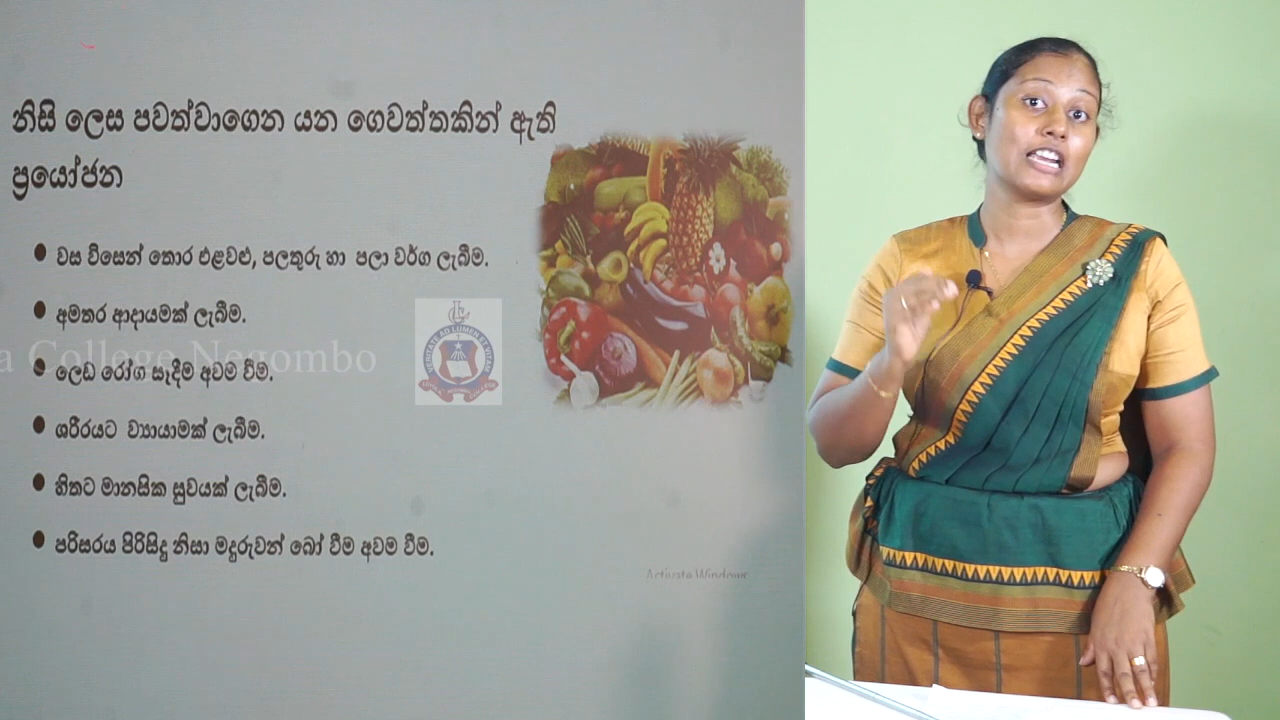 නිසි ලෙස පවත්වාගෙන යන ගෙවත්තකින් ඇති
ප්‍රයෝජන
වස විසෙන් තොර එළවළු, පලතුරු හා පලා වර්ග ලැබීම.
අමතර ආදායමක් ලැබීම.
a College Negombo
ලෙඩ රෝග සෑදීම අවම වීම.
ශරීරයට ව්‍යායාමක් ලැබීම.
හිතට මානසික සුවයක් ලැබීම.
පරිසරය පිරිසිදු නිසා මදුරුවන් බෝ වීම අවම වීම.
Activate Windows